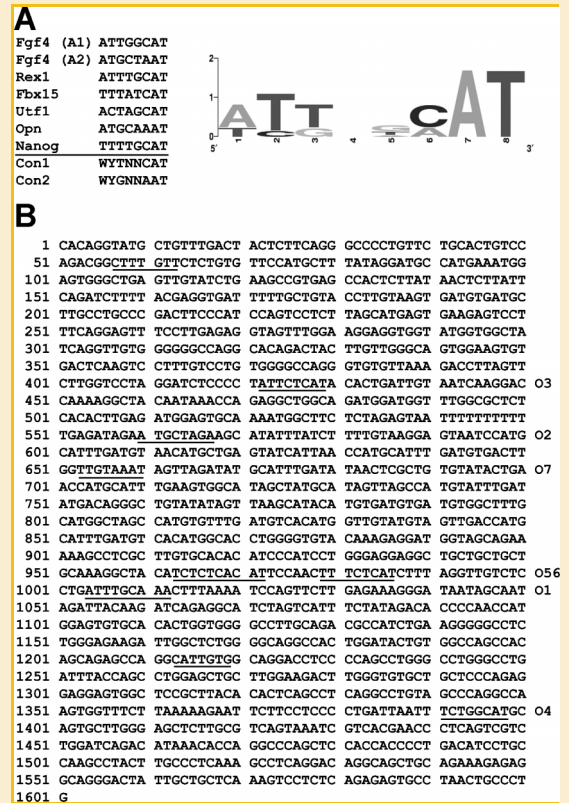 A
Fgf4 (A1) ATTGGCAT
Fgf4 (A2) ATGCTAAT
Rex1 ATTTGCAT
Fbx15 TTTATCAT
Utf1 ACTAGCAT
Opn ATGCAAAT
Nanog TTTTGCAT
Con1 WYTNNCAT
Con2 WYGNNAAT
2
1
0
5' 1 2 3 4 5 6 7 8 3'
B
1 CACAGGTATG CTGTTTGACT ACTCTTCAGG GCCCCTGTTC TGCACTGTCC
51 AGACGGCTTT GTTCTCTGTG TTCCATGCTT TATAGGATGC CATGAAATGG
101 AGTGGGCTGA GTTGTATCTG AAGCCGTGAG CCACTCTTAT AACTCTTATT
151 CAGATCTTTT ACGAGGTGAT TTTTGCTGTA CCTTGTAAGT GATGTGATGC
201 TTGCCTGCCC GACTTCCCAT CCAGTCCTCT TAGCATGAGT GAAGAGTCCT
251 TTCAGGAGTT TCCTTGAGAG GTAGTTTGGA AGGAGGTGGT ATGGTGGCTA
301 TCAGGTTGTG GGGGGCCAGG CACAGACTAC TTGTTGGGCA GTGGAAGTGT
351 GACTCAAGTC CTTTGTCCTG TGGGGCCAGG GTGTGTTAAA GACCTTAGTT
401 CTTGGTCCTA GGATCTCCCC TATTCTCATA CACTGATTGT AATCAAGGAC O3
451 CAAAAGGCTA CAATAAACCA GAGGCTGGCA GATGGATGGT TTGGCGCTCT
501 CACACTTGAG ATGGAGTGCA AAATGGCTTC TCTAGAGTAA TTTTTTTTTT
551 TGAGATAGAA TGCTAGAAGC ATATTTATCT TTTGTAAGGA GTAATCCATG O2
601 CATTTGATGT AACATGCTGA GTATCATTAA CCATGCATTT GATGTGACTT
651 GGTTGTAAAT AGTTAGATAT GCATTTGATA TAACTCGCTG TGTATACTGA O7
701 ACCATGCATT TGAAGTGGCA TAGCTATGCA TAGTTAGCCA TGTATTTGAT
751 ATGACAGGGC TGTATATAGT TAAGCATACA TGTGATGTGA TGTGGCTTTG
801 CATGGCTAGC CATGTGTTTG ATGTCACATG GTTGTATGTA GTTGACCATG
851 CATTTGATGT CACATGGCAC CTGGGGTGTA CAAAGAGGAT GGTAGCAGAA
901 AAAGCCTCGC TTGTGCACAC ATCCCATCCT GGGAGGAGGC TGCTGCTGCT
951 GCAAAGGCTA CATCTCTCAC ATTCCAACTT TCTCATCTTT AGGTTGTCTC O56
1001 CTGATTTGCA AACTTTAAAA TCCAGTTCTT GAGAAAGGGA TAATAGCAAT O1
1051 AGATTACAAG ATCAGAGGCA TCTAGTCATT TCTATAGACA CCCCAACCAT
1101 GGAGTGTGCA CACTGGTGGG GCCTTGCAGA CGCCATCTGA AGGGGGCCTC
1151 TGGGAGAAGA TTGGCTCTGG GGCAGGCCAC TGGATACTGT GGCCAGCCAC
1201 AGCAGAGCCA GGCATTGTGG CAGGACCTCC CCCAGCCTGG GCCTGGGCCTG
1251 ATTTACCAGC CTGGAGCTGC TTGGAAGACT TGGGTGTGCT GCTCCCAGAG
1301 GAGGAGTGGC TCCGCTTACA CACTCAGCCT CAGGCCTGTA GCCCAGGCCA
1351 AGTGGTTTCT TAAAAAGAAT TCTTCCTCCC CTGATTAATT TCTGGCATGC O4
1401 AGTGCTTGGG AGCTCTTGCG TCAGTAAATC GTCACGAACC CTCAGTCGTC
1451 TGGATCAGAC ATAAACACCA GGCCCAGCTC CACCACCCCT GACATCCTGC
1501 CAAGCCTACT TGCCCTCAAA GCCTCAGGAC AGGCAGCTGC AGAAAGAGAG
1551 GCAGGGACTA TTGCTGCTCA AAGTCCTCTC AGAGAGTGCC TAACTGCCCT
1601 G